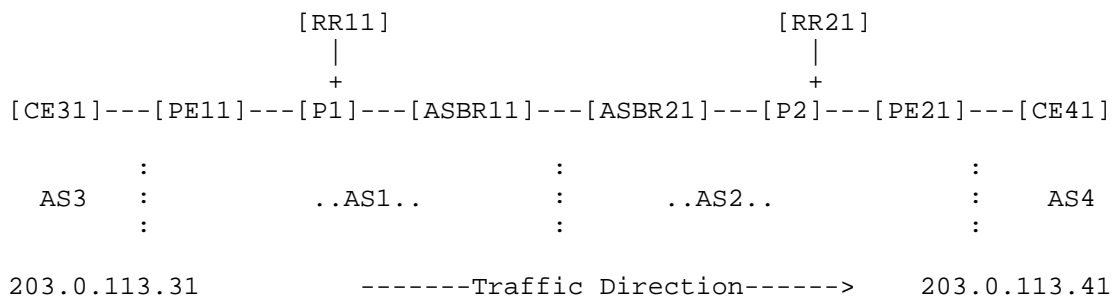 [RR11]                          [RR21]
|                               |
+                               +
[CE31]---[PE11]---[P1]---[ASBR11]---[ASBR21]---[P2]---[PE21]---[CE41]
:                        :                        :
AS3   :         ..AS1..        :      ..AS2..           :    AS4
:                        :                        :
203.0.113.31          -------Traffic Direction------>    203.0.113.41